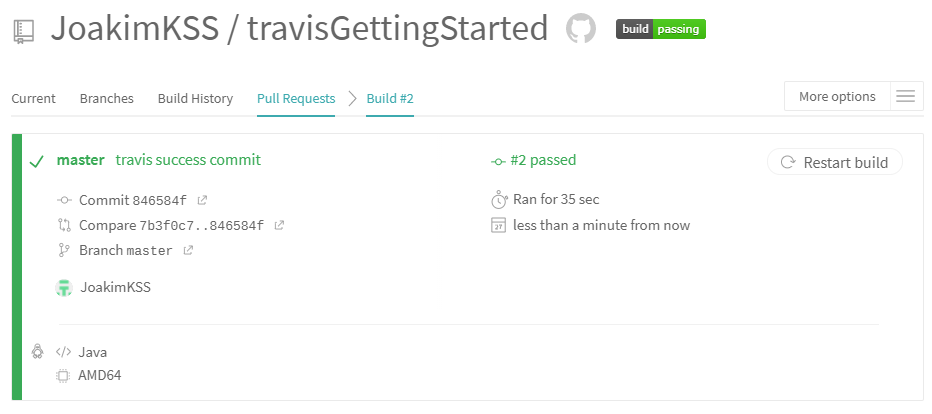 JoakimKSS / travisGettingStarted build passing
Current Branches Build History Pull Requests Build #2 More options
master travis success commit #2 passed Restart build
Commit 846584f Ran for 35 sec
Compare 7b3f0c7..846584f 27 less than a minute from now
Branch master
JoakimKSS
</> Java
AMD64